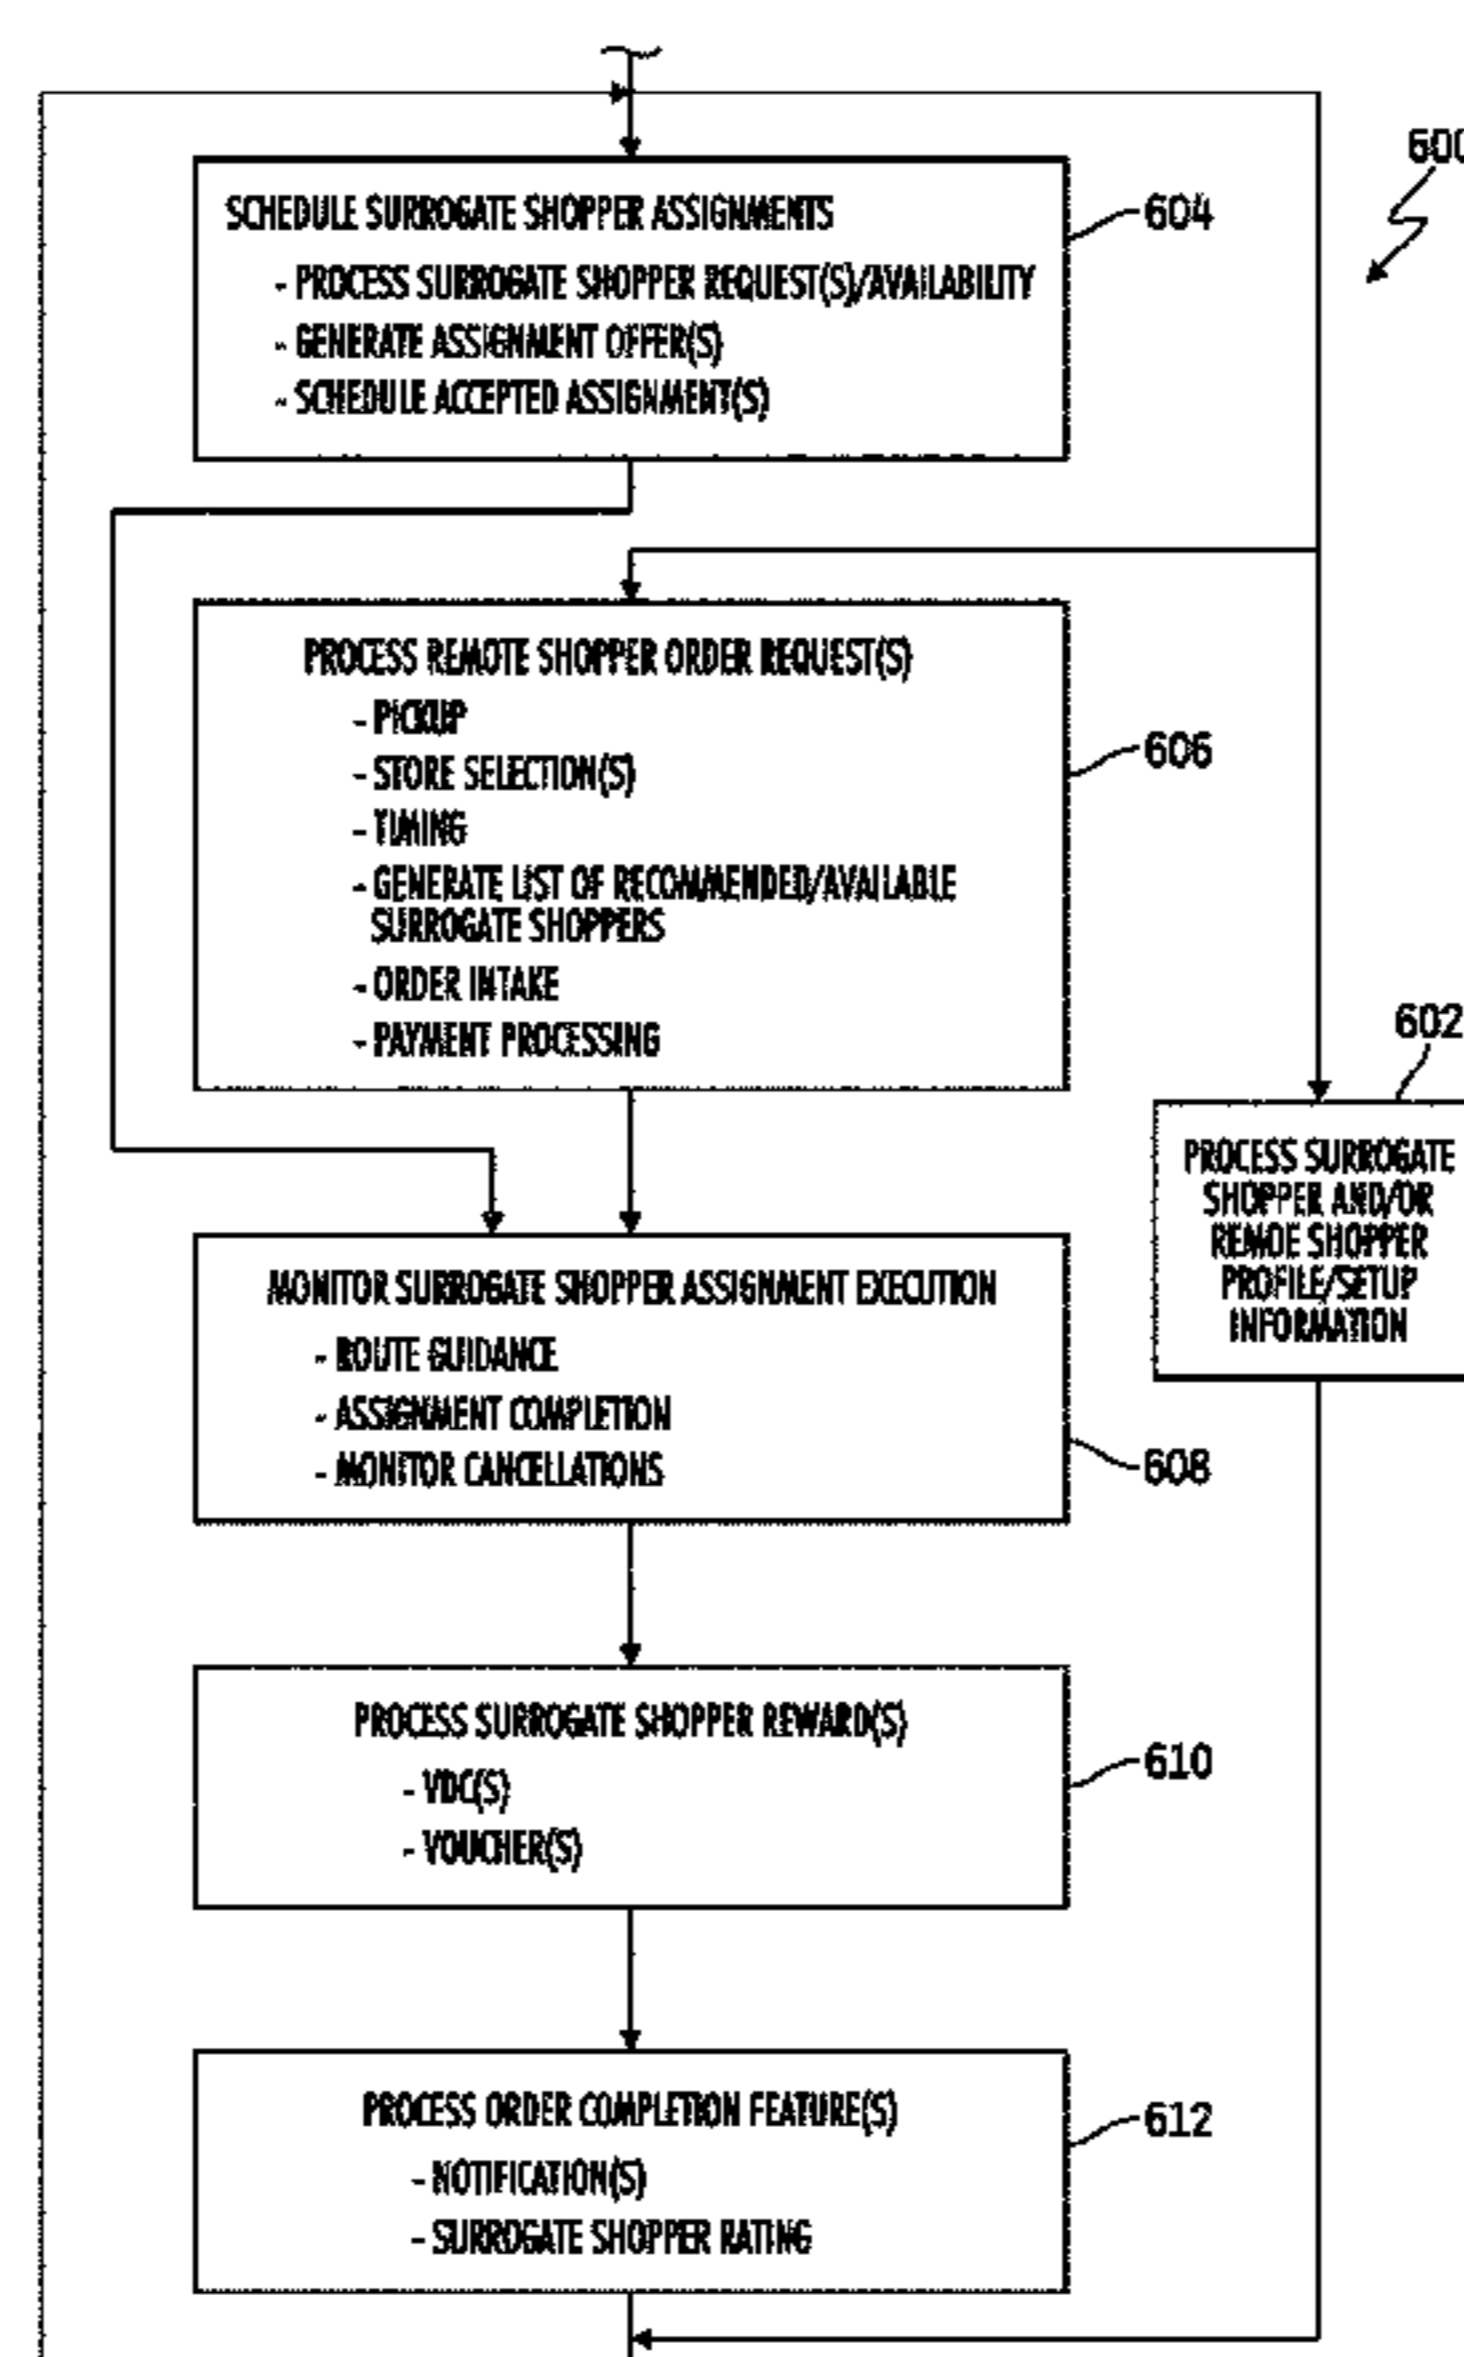 600
SCHEDULE SURROGATE SHOPPER ASSIGNMENTS
- PROCESS SURROGATE SHOPPER REQUEST(S)/AVAILABILITY
- GENERATE ASSIGNMENT OFFER(S)
- SCHEDULE ACCEPTED ASSIGNMENT(S)
604
PROCESS REMOTE SHOPPER ORDER REQUEST(S)
- PICKUP
- STORE SELECTION(S)
- TIMING
- GENERATE LIST OF RECOMMENDED/AVAILABLE
SURROGATE SHOPPERS
- ORDER INTAKE
- PAYMENT PROCESSING
606
602
PROCESS SURROGATE
SHOPPER AND/OR
REMOE SHOPPER
PROFILE/SETUP
INFORMATION
MONITOR SURROGATE SHOPPER ASSIGNMENT EXECUTION
- ROUTE GUIDANCE
- ASSIGNMENT COMPLETION
- MONITOR CANCELLATIONS
608
PROCESS SURROGATE SHOPPER REWARD(S)
- VDC(S)
- VOUCHER(S)
610
PROCESS ORDER COMPLETION FEATURE(S)
- NOTIFICATION(S)
- SURROGATE SHOPPER RATING
612